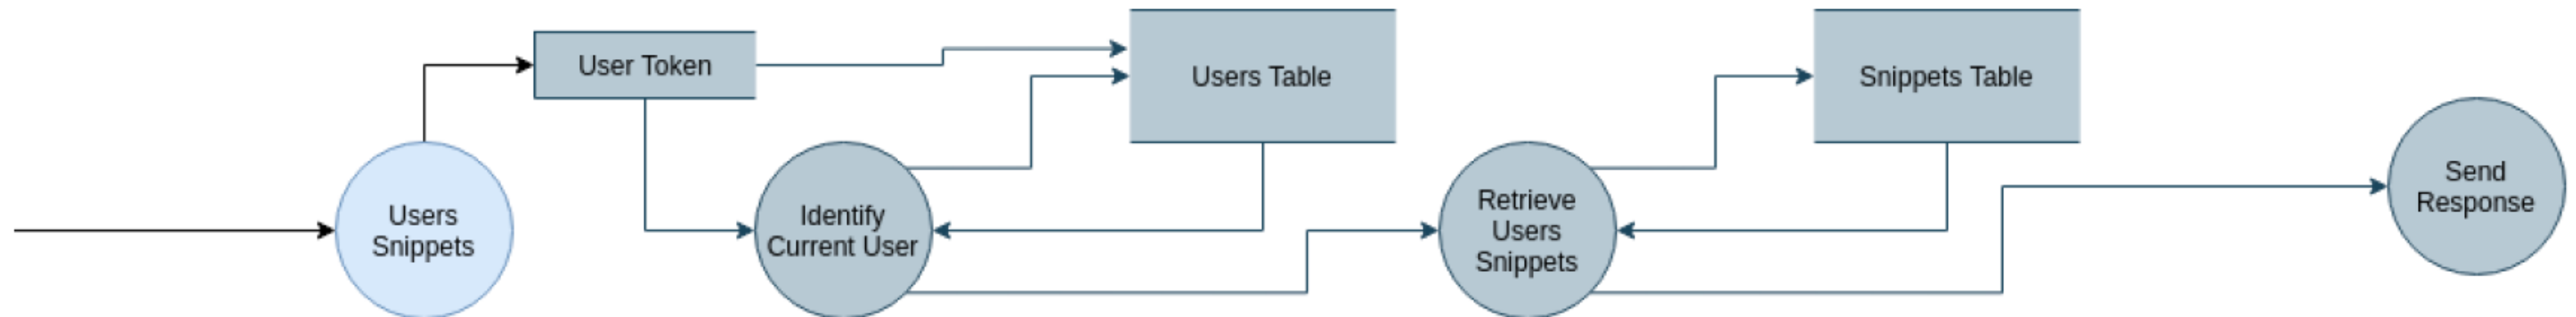 User Token
Users Table
Snippets Table
Users
Snippets
Identify
Current User
Retrieve
Users
Snippets
Send
Response